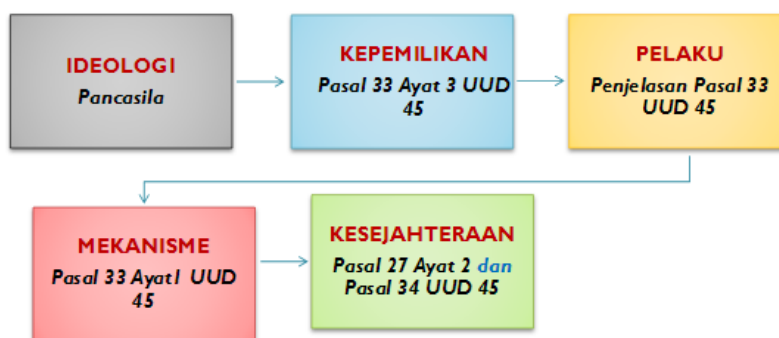 IDEOLOGI
Pancasila
KEPEMILIKAN
Pasal 33 Ayat 3 UUD
45
PELAKU
Penjelasan Pasal 33
UUD 45
MEKANISME
Pasal 33 Ayat1 UUD
45
KESEJAHTERAAN
Pasal 27 Ayat 2 dan
Pasal 34 UUD 45